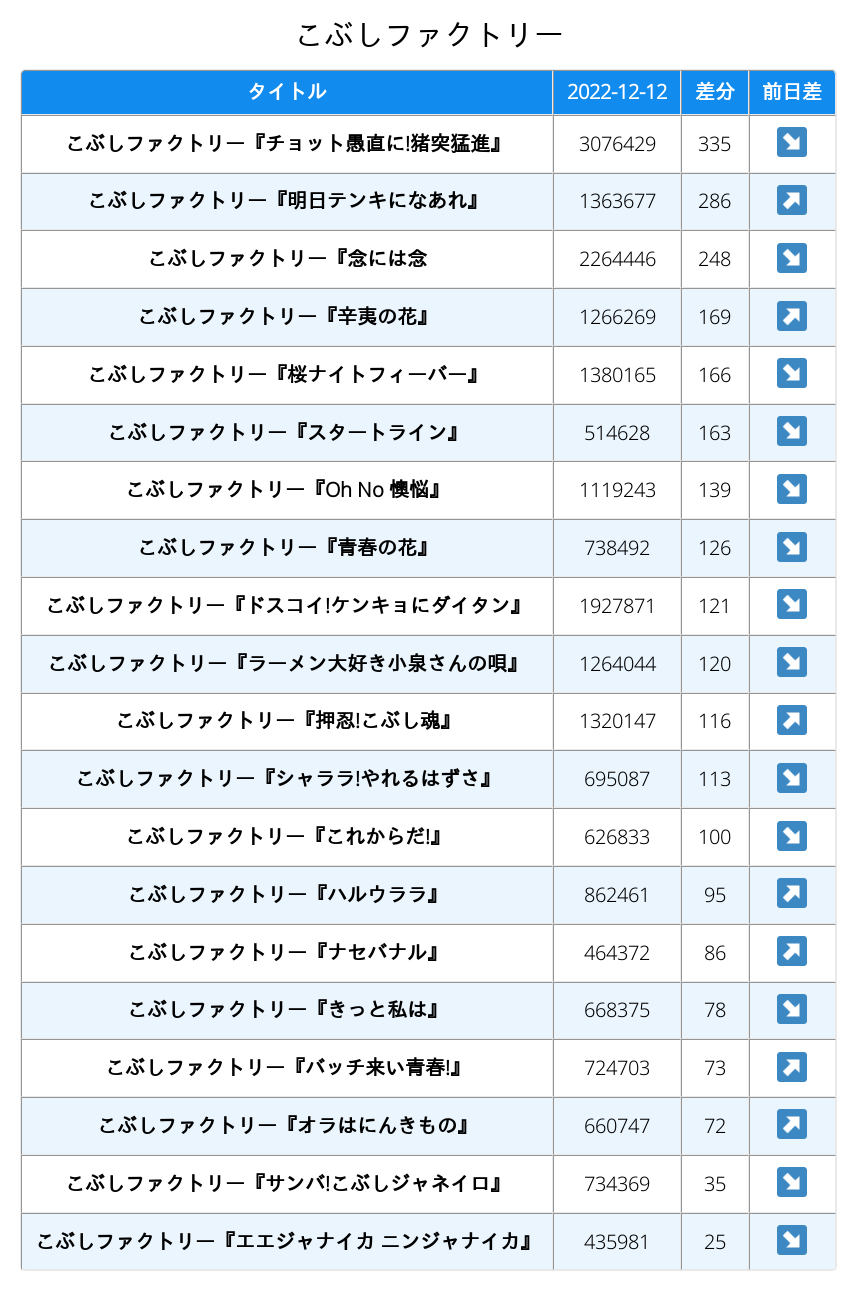 こぶしファクトリー
タイトル 2022-12-12 差分 前日差
こぶしファクトリー『チョット愚直に!猪突猛進』 3076429 335 ↘
こぶしファクトリー『明日テンキになあれ』 1363677 286 ↗
こぶしファクトリー『念には念 2264446 248 ↘
こぶしファクトリー『辛夷の花』 1266269 169 ↗
こぶしファクトリー『桜ナイトフィーバー』 1380165 166 ↘
こぶしファクトリー『スタートライン』 514628 163 ↘
こぶしファクトリー『Oh No 懊悩』 1119243 139 ↘
こぶしファクトリー『青春の花』 738492 126 ↘
こぶしファクトリー『ドスコイ!ケンキョにダイタン』 1927871 121 ↘
こぶしファクトリー『ラーメン大好き小泉さんの唄』 1264044 120 ↘
こぶしファクトリー『押忍!こぶし魂』 1320147 116 ↗
こぶしファクトリー『シャララ!やれるはずさ』 695087 113 ↘
こぶしファクトリー『これからだ!』 626833 100 ↘
こぶしファクトリー『ハルウララ』 862461 95 ↗
こぶしファクトリー『ナセバナル』 464372 86 ↗
こぶしファクトリー『きっと私は』 668375 78 ↘
こぶしファクトリー『バッチ来い青春!』 724703 73 ↗
こぶしファクトリー『オラはにんきもの』 660747 72 ↗
こぶしファクトリー『サンバ!こぶしジャネイロ』 734369 35 ↘
こぶしファクトリー『エエジャナイカ ニンジャナイカ』 435981 25 ↘